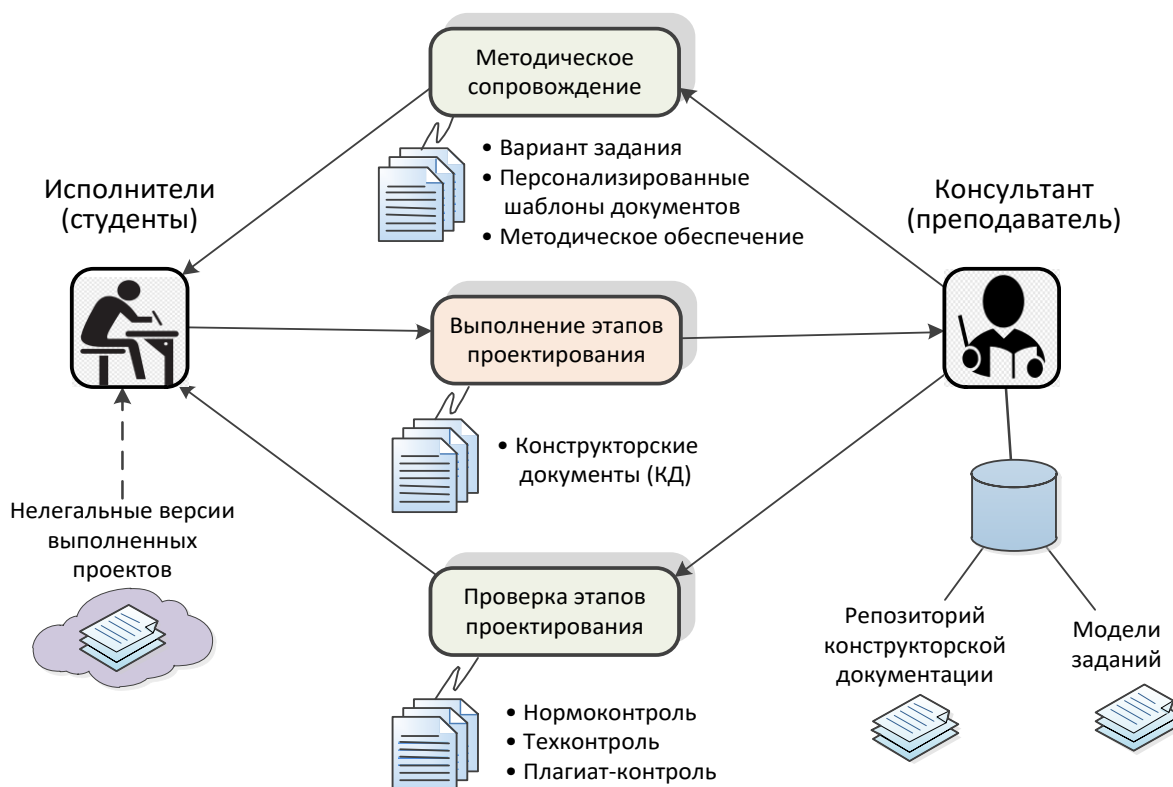 Методическое
сопровождение
• Вариант задания
• Персонализированные
шаблоны документов
• Методическое обеспечение
Исполнители
(студенты)
Консультант
(преподаватель)
Выполнение этапов
проектирования
• Конструкторские
документы (КД)
Нелегальные версии
выполненных
проектов
Проверка этапов
проектирования
• Нормоконтроль
• Техконтроль
• Плагиат-контроль
Репозиторий
конструкторской
документации
Модели
заданий